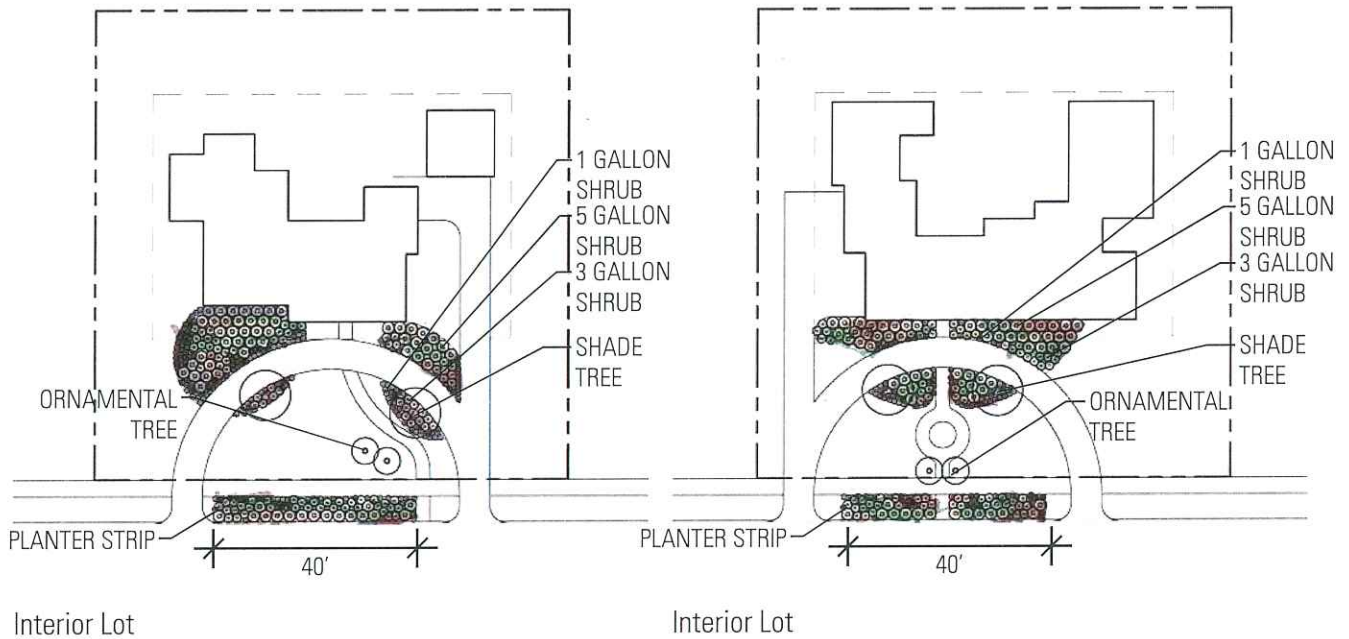 1 GALLON
SHRUB
5 GALLON
SHRUB
3 GALLON
SHRUB
SHADE
TREE
ORNAMENTAL
TREE
PLANTER STRIP
40'
Interior Lot
1 GALLON
SHRUB
5 GALLON
SHRUB
3 GALLON
SHRUB
SHADE
TREE
ORNAMENTAL
TREE
PLANTER STRIP
40'
Interior Lot